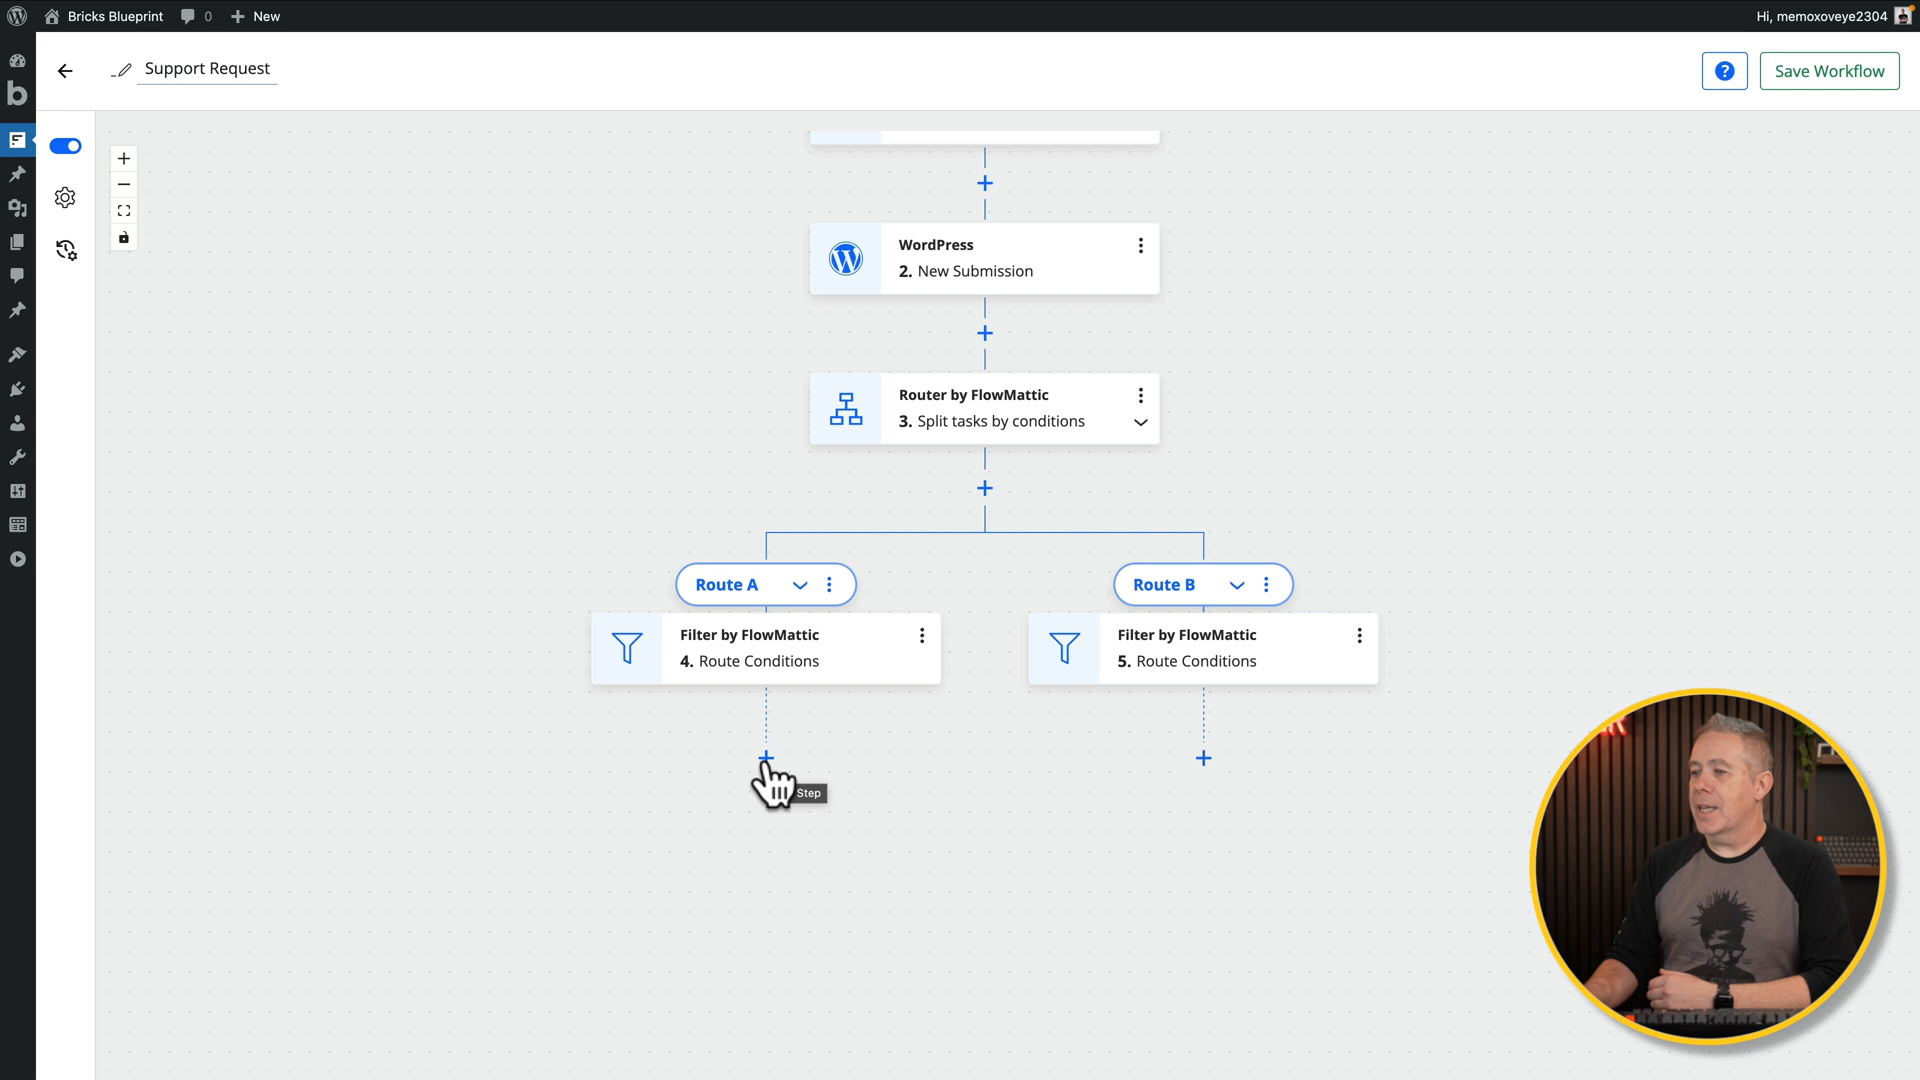 Bricks Blueprint
0
New
Hi, memoxoveye2304
Support Request
?
Save Workflow
WordPress
2. New Submission
Router by FlowMattic
3. Split tasks by conditions
Route A
Route B
Filter by FlowMattic
4. Route Conditions
Filter by FlowMattic
5. Route Conditions
Step